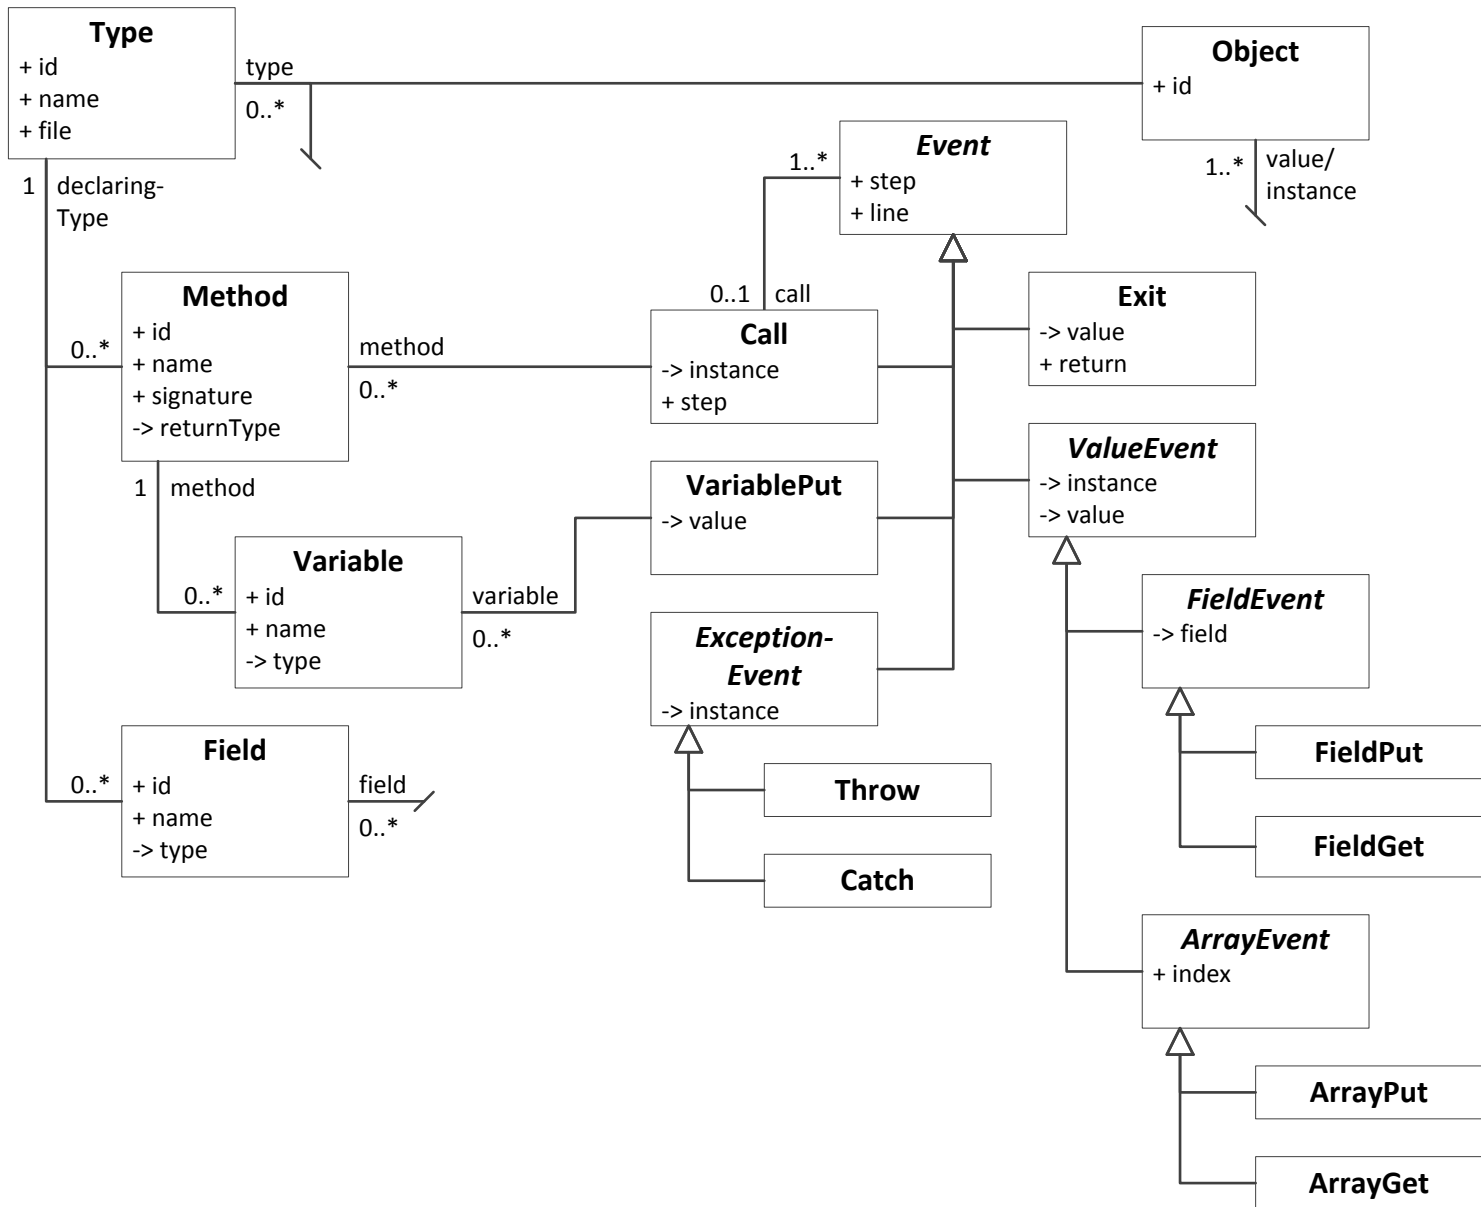 Type
+ id
+ name
+ file
type
0..*
Object
+ id
1..*
value/
instance
1
declaring-
Type
Event
+ step
+ line
1..*
0..1
call
Method
+ id
+ name
+ signature
-> returnType
0..*
method
0..*
Call
-> instance
+ step
Exit
-> value
+ return
1
method
VariablePut
-> value
ValueEvent
-> instance
-> value
Variable
+ id
+ name
-> type
0..*
variable
0..*
Exception-
Event
-> instance
FieldEvent
-> field
Field
+ id
+ name
-> type
0..*
field
0..*
Throw
Catch
FieldPut
FieldGet
ArrayEvent
+ index
ArrayPut
ArrayGet